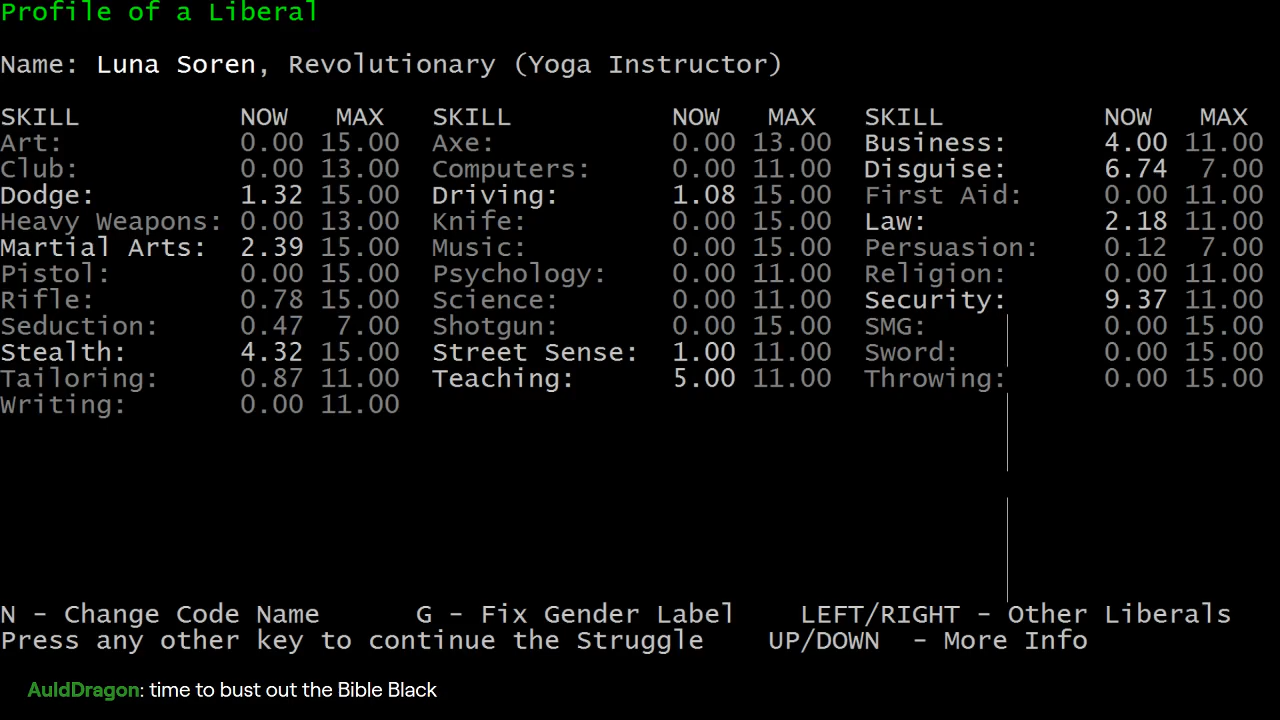 Profile of a Liberal
Name: Luna Soren, Revolutionary (Yoga Instructor)
SKILL NOW MAX SKILL NOW MAX SKILL NOW MAX
Art: 0.00 15.00 Axe: 0.00 13.00 Business: 4.00 11.00
Club: 0.00 13.00 Computers: 0.00 11.00 Disguise: 6.74 7.00
Dodge: 1.32 15.00 Driving: 1.08 15.00 First Aid: 0.00 11.00
Heavy Weapons: 0.00 13.00 Knife: 0.00 15.00 Law: 2.18 11.00
Martial Arts: 2.39 15.00 Music: 0.00 15.00 Persuasion: 0.12 7.00
Pistol: 0.00 15.00 Psychology: 0.00 11.00 Religion: 0.00 11.00
Rifle: 0.78 15.00 Science: 0.00 11.00 Security: 9.37 11.00
Seduction: 0.47 7.00 Shotgun: 0.00 15.00 SMG: 0.00 15.00
Stealth: 4.32 15.00 Street Sense: 1.00 11.00 Sword: 0.00 15.00
Tailoring: 0.87 11.00 Teaching: 5.00 11.00 Throwing: 0.00 15.00
Writing: 0.00 11.00
N - Change Code Name G - Fix Gender Label LEFT/RIGHT - Other Liberals
Press any other key to continue the Struggle UP/DOWN - More Info
AuldDragon: time to bust out the Bible Black